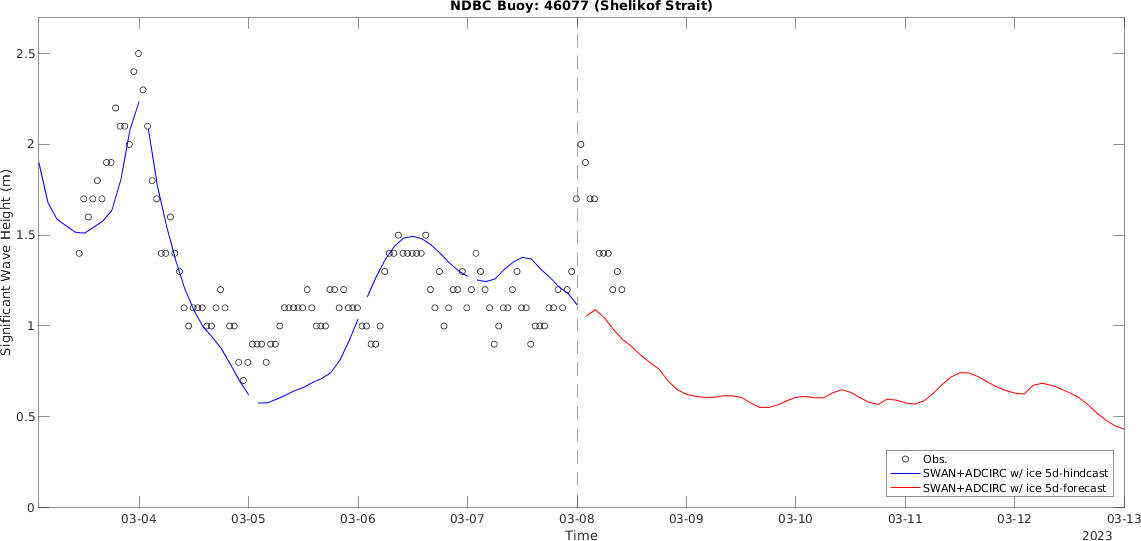 NDBC Buoy: 46077 (Shelikof Strait)
Significant Wave Height (m)
2.5
2
1.5
1
0.5
0
03-04
03-05
03-06
03-07
03-08
03-09
03-10
03-11
03-12
03-13
Time
2023
Obs.
SWAN+ADCIRC w/ ice 5d-hindcast
SWAN+ADCIRC w/ ice 5d-forecast